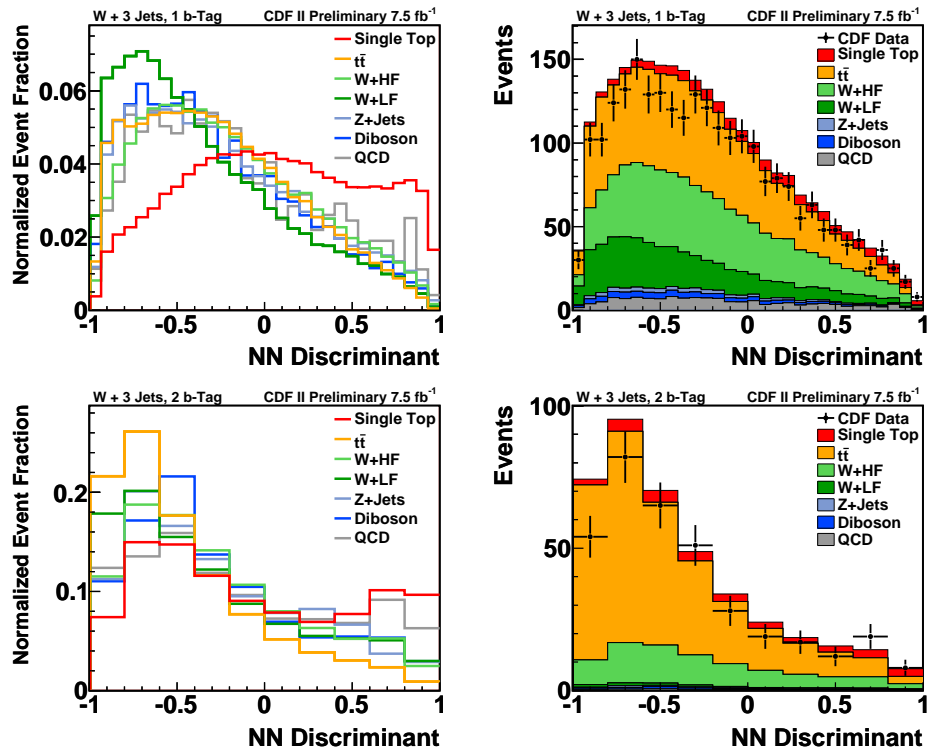 W + 3 Jets, 1 b-Tag CDF II Preliminary 7.5 fb⁻¹
Normalized Event Fraction
Single Top
tt̄
W+HF
W+LF
Z+Jets
Diboson
QCD
0.06
0.04
0.02
0
-1 -0.5 0 0.5 1
NN Discriminant
W + 3 Jets, 1 b-Tag CDF II Preliminary 7.5 fb⁻¹
Events
CDF Data
Single Top
tt̄
W+HF
W+LF
Z+Jets
Diboson
QCD
150
100
50
0
-1 -0.5 0 0.5 1
NN Discriminant
W + 3 Jets, 2 b-Tag CDF II Preliminary 7.5 fb⁻¹
Normalized Event Fraction
Single Top
tt̄
W+HF
W+LF
Z+Jets
Diboson
QCD
0.2
0.1
0
-1 -0.5 0 0.5 1
NN Discriminant
W + 3 Jets, 2 b-Tag CDF II Preliminary 7.5 fb⁻¹
Events
CDF Data
Single Top
tt̄
W+HF
W+LF
Z+Jets
Diboson
QCD
100
50
0
-1 -0.5 0 0.5 1
NN Discriminant